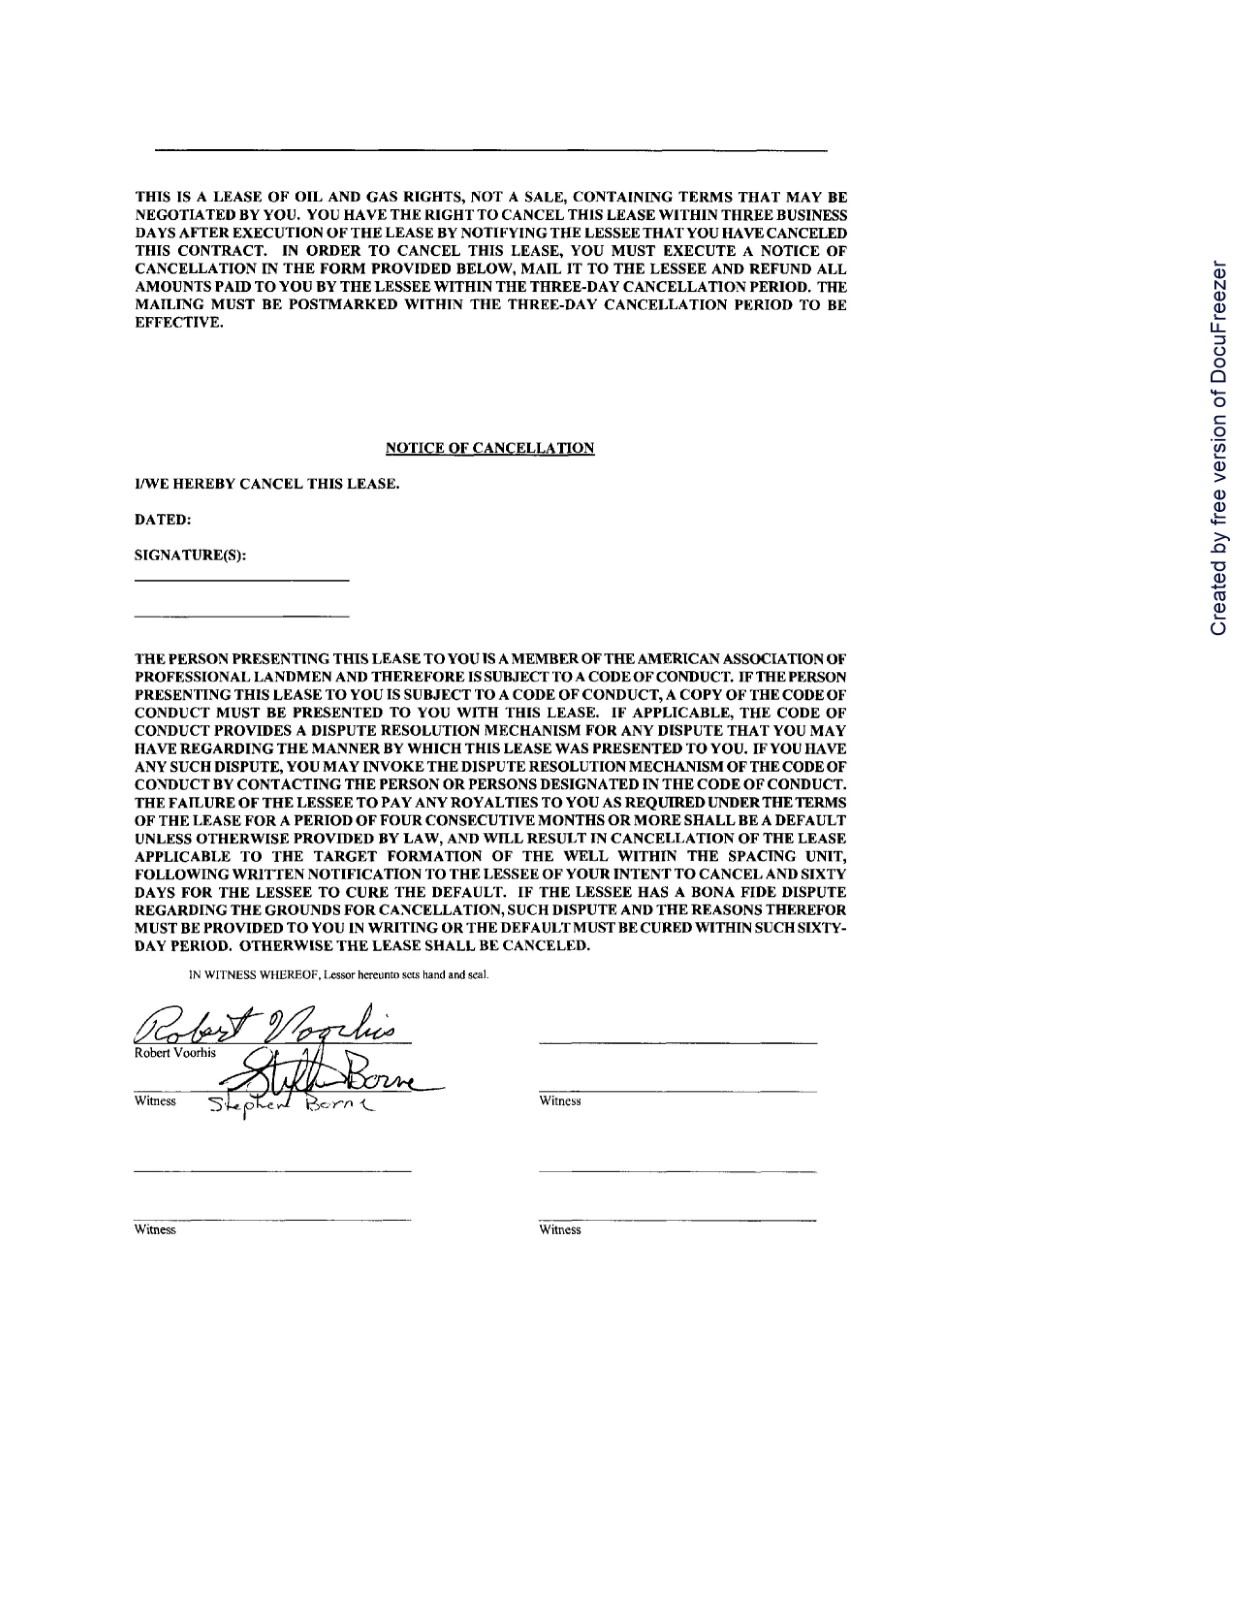 THIS IS A LEASE OF OIL AND GAS RIGHTS, NOT A SALE, CONTAINING TERMS THAT MAY BE
NEGOTIATED BY YOU. YOU HAVE THE RIGHT TO CANCEL THIS LEASE WITHIN THREE BUSINESS
DAYS AFTER EXECUTION OF THE LEASE BY NOTIFYING THE LESSEE THAT YOU HAVE CANCELED
THIS CONTRACT. IN ORDER TO CANCEL THIS LEASE, YOU MUST EXECUTE A NOTICE OF
CANCELLATION IN THE FORM PROVIDED BELOW, MAIL IT TO THE LESSEE AND REFUND ALL
AMOUNTS PAID TO YOU BY THE LESSEE WITHIN THE THREE-DAY CANCELLATION PERIOD. THE
MAILING MUST BE POSTMARKED WITHIN THE THREE-DAY CANCELLATION PERIOD TO BE
EFFECTIVE.
NOTICE OF CANCELLATION
I/WE HEREBY CANCEL THIS LEASE.
DATED:
SIGNATURE(S):
THE PERSON PRESENTING THIS LEASE TO YOU IS A MEMBER OF THE AMERICAN ASSOCIATION OF
PROFESSIONAL LANDMEN AND THEREFORE IS SUBJECT TO A CODE OF CONDUCT. IF THE PERSON
PRESENTING THIS LEASE TO YOU IS SUBJECT TO A CODE OF CONDUCT, A COPY OF THE CODE OF
CONDUCT MUST BE PRESENTED TO YOU WITH THIS LEASE. IF APPLICABLE, THE CODE OF
CONDUCT PROVIDES A DISPUTE RESOLUTION MECHANISM FOR ANY DISPUTE THAT YOU MAY
HAVE REGARDING THE MANNER BY WHICH THIS LEASE WAS PRESENTED TO YOU. IF YOU HAVE
ANY SUCH DISPUTE, YOU MAY INVOKE THE DISPUTE RESOLUTION MECHANISM OF THE CODE OF
CONDUCT BY CONTACTING THE PERSON OR PERSONS DESIGNATED IN THE CODE OF CONDUCT.
THE FAILURE OF THE LESSEE TO PAY ANY ROYALTIES TO YOU AS REQUIRED UNDER THE TERMS
OF THE LEASE FOR A PERIOD OF FOUR CONSECUTIVE MONTHS OR MORE SHALL BE A DEFAULT
UNLESS OTHERWISE PROVIDED BY LAW, AND WILL RESULT IN CANCELLATION OF THE LEASE
APPLICABLE TO THE TARGET FORMATION OF THE WELL WITHIN THE SPACING UNIT,
FOLLOWING WRITTEN NOTIFICATION TO THE LESSEE OF YOUR INTENT TO CANCEL AND SIXTY
DAYS FOR THE LESSEE TO CURE THE DEFAULT. IF THE LESSEE HAS A BONA FIDE DISPUTE
REGARDING THE GROUNDS FOR CANCELLATION, SUCH DISPUTE AND THE REASONS THEREFOR
MUST BE PROVIDED TO YOU IN WRITING OR THE DEFAULT MUST BE CURED WITHIN SUCH SIXTY-
DAY PERIOD. OTHERWISE THE LEASE SHALL BE CANCELED.
IN WITNESS WHEREOF, Lessor hereunto sets hand and seal.
Robert Voorhis
Robert Voorhis
Stephen Borne
Witness Stephen Borne
Witness
Witness
Witness
Created by free version of DocuFreezer